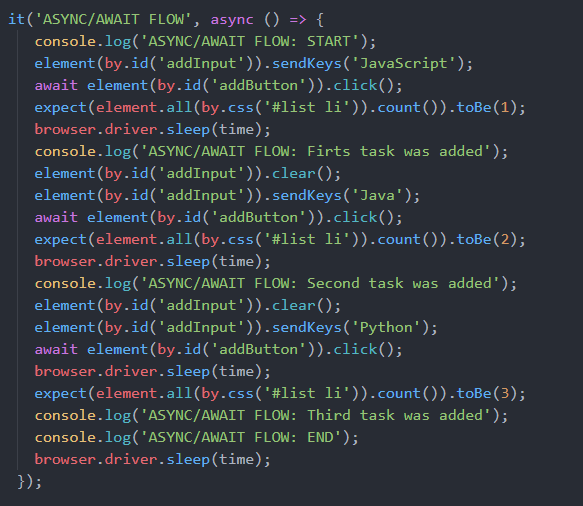 it('ASYNC/AWAIT FLOW', async () => {
console.log('ASYNC/AWAIT FLOW: START');
element(by.id('addInput')).sendKeys('JavaScript');
await element(by.id('addButton')).click();
expect(element.all(by.css('#list li')).count()).toBe(1);
browser.driver.sleep(time);
console.log('ASYNC/AWAIT FLOW: Firts task was added');
element(by.id('addInput')).clear();
element(by.id('addInput')).sendKeys('Java');
await element(by.id('addButton')).click();
expect(element.all(by.css('#list li')).count()).toBe(2);
browser.driver.sleep(time);
console.log('ASYNC/AWAIT FLOW: Second task was added');
element(by.id('addInput')).clear();
element(by.id('addInput')).sendKeys('Python');
await element(by.id('addButton')).click();
browser.driver.sleep(time);
expect(element.all(by.css('#list li')).count()).toBe(3);
console.log('ASYNC/AWAIT FLOW: Third task was added');
console.log('ASYNC/AWAIT FLOW: END');
browser.driver.sleep(time);
});